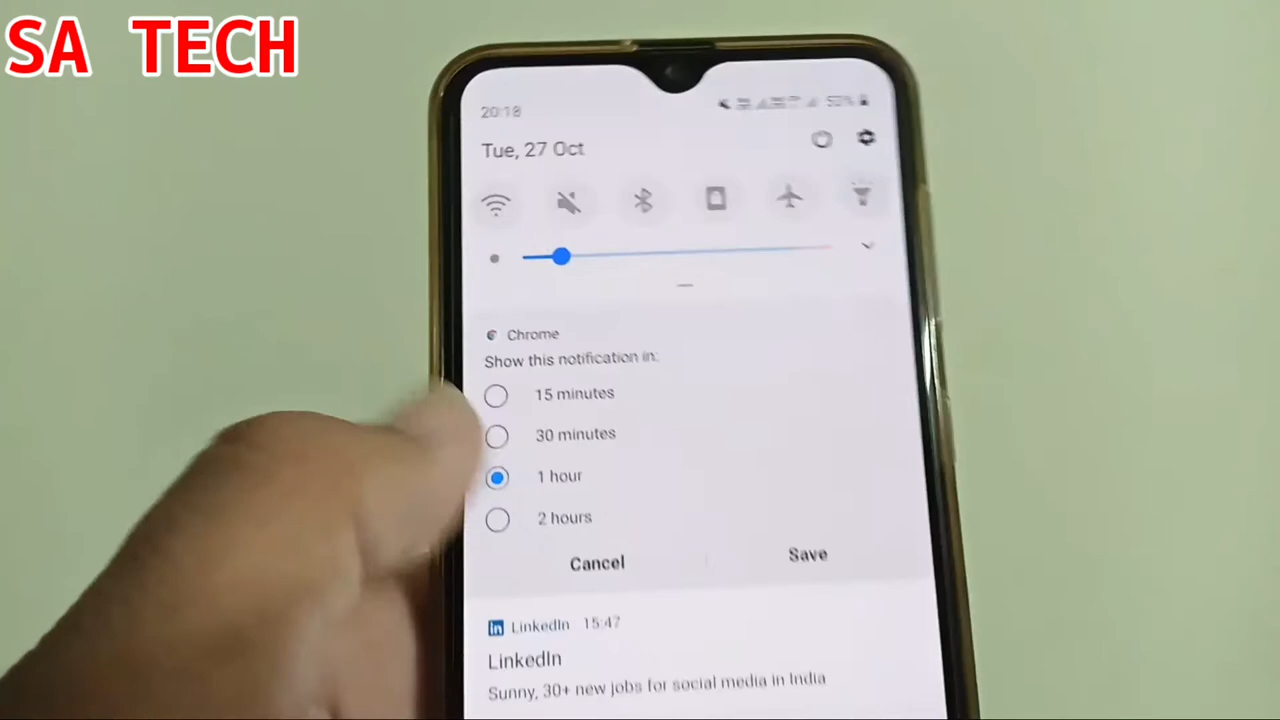 SA TECH
20:18
53%
Tue, 27 Oct
Chrome
Show this notification in:
15 minutes
30 minutes
1 hour
2 hours
Cancel
Save
LinkedIn 15:47
LinkedIn
Sunny, 30+ new jobs for social media in India